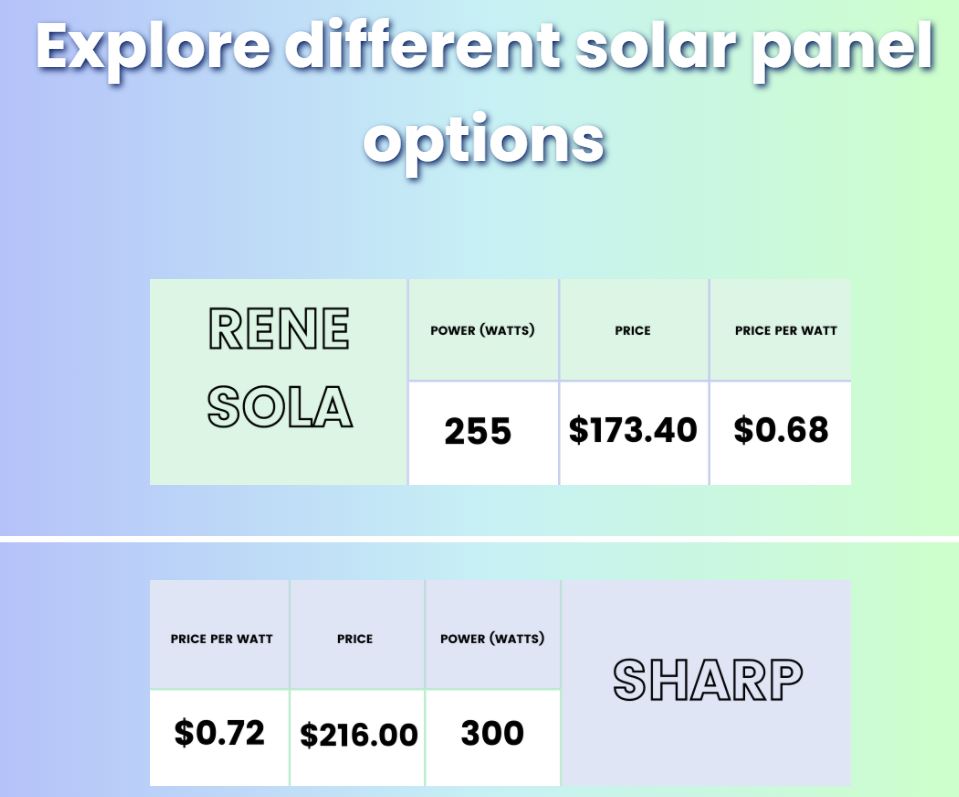 Explore different solar panel
options
RENE
SOLA
POWER (WATTS) PRICE PRICE PER WATT
255 $173.40 $0.68
PRICE PER WATT PRICE POWER (WATTS)
$0.72 $216.00 300
SHARP